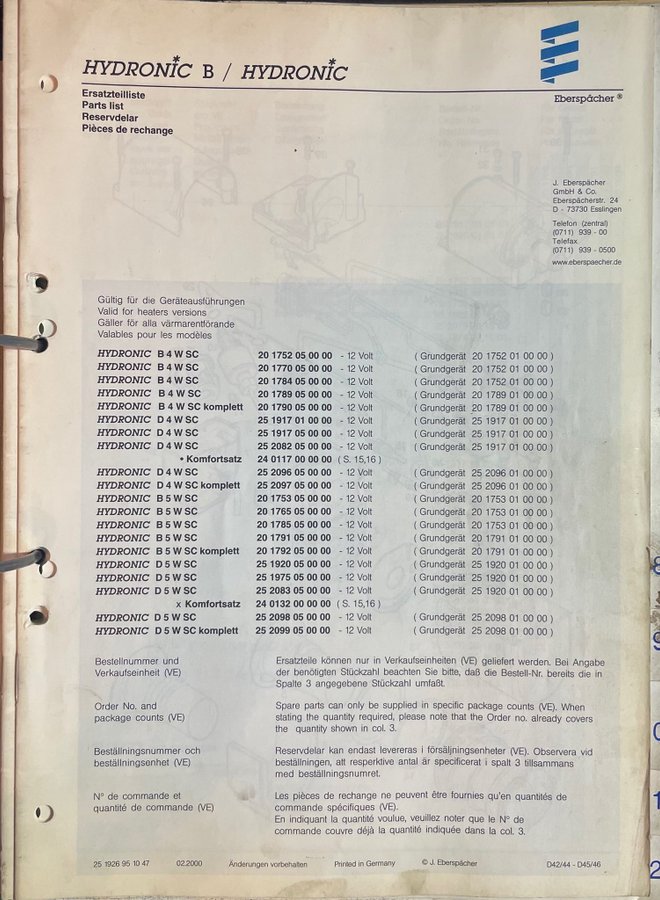 HYDRONIC B / HYDRONIC
Eberspächer ®
Ersatzteilliste
Parts list
Reservdelar
Pièces de rechange
J. Eberspächer
GmbH & Co.
Eberspächerstr. 24
D - 73730 Esslingen
Telefon (zentral)
(0711) 939 - 00
Telefax
(0711) 939 - 0500
www.eberspaecher.de
Gültig für die Geräteausführungen
Valid for heaters versions
Gäller för alla värmarentförande
Valables pour les modèles
HYDRONIC B 4 W SC 20 1752 05 00 00 - 12 Volt ( Grundgerät 20 1752 01 00 00 )
HYDRONIC B 4 W SC 20 1770 05 00 00 - 12 Volt ( Grundgerät 20 1752 01 00 00 )
HYDRONIC B 4 W SC 20 1784 05 00 00 - 12 Volt ( Grundgerät 20 1752 01 00 00 )
HYDRONIC B 4 W SC 20 1789 05 00 00 - 12 Volt ( Grundgerät 20 1789 01 00 00 )
HYDRONIC B 4 W SC komplett 20 1790 05 00 00 - 12 Volt ( Grundgerät 20 1789 01 00 00 )
HYDRONIC D 4 W SC 25 1917 01 00 00 - 12 Volt ( Grundgerät 25 1917 01 00 00 )
HYDRONIC D 4 W SC 25 1917 05 00 00 - 12 Volt ( Grundgerät 25 1917 01 00 00 )
HYDRONIC D 4 W SC 25 2082 05 00 00 - 12 Volt ( Grundgerät 25 1917 01 00 00 )
+ Komfortsatz 24 0117 00 00 00 ( S. 15,16 )
HYDRONIC D 4 W SC 25 2096 05 00 00 - 12 Volt ( Grundgerät 25 2096 01 00 00 )
HYDRONIC D 4 W SC komplett 25 2097 05 00 00 - 12 Volt ( Grundgerät 25 2096 01 00 00 )
HYDRONIC B 5 W SC 20 1753 05 00 00 - 12 Volt ( Grundgerät 20 1753 01 00 00 )
HYDRONIC B 5 W SC 20 1765 05 00 00 - 12 Volt ( Grundgerät 20 1753 01 00 00 )
HYDRONIC B 5 W SC 20 1785 05 00 00 - 12 Volt ( Grundgerät 20 1753 01 00 00 )
HYDRONIC B 5 W SC 20 1791 05 00 00 - 12 Volt ( Grundgerät 20 1791 01 00 00 )
HYDRONIC B 5 W SC komplett 20 1792 05 00 00 - 12 Volt ( Grundgerät 20 1791 01 00 00 )
HYDRONIC D 5 W SC 25 1920 05 00 00 - 12 Volt ( Grundgerät 25 1920 01 00 00 )
HYDRONIC D 5 W SC 25 1975 05 00 00 - 12 Volt ( Grundgerät 25 1920 01 00 00 )
HYDRONIC D 5 W SC 25 2083 05 00 00 - 12 Volt ( Grundgerät 25 1920 01 00 00 )
x Komfortsatz 24 0132 00 00 00 ( S. 15,16 )
HYDRONIC D 5 W SC 25 2098 05 00 00 - 12 Volt ( Grundgerät 25 2098 01 00 00 )
HYDRONIC D 5 W SC komplett 25 2099 05 00 00 - 12 Volt ( Grundgerät 25 2098 01 00 00 )
Bestellnummer und
Verkaufseinheit (VE)
Ersatzteile können nur in Verkaufseinheiten (VE) geliefert werden. Bei Angabe
der benötigten Stückzahl beachten Sie bitte, daß die Bestell-Nr. bereits die in
Spalte 3 angegebene Stückzahl umfaßt.
Order No. and
package counts (VE)
Spare parts can only be supplied in specific package counts (VE). When
stating the quantity required, please note that the Order no. already covers
the quantity shown in col. 3.
Beställningsnummer och
beställningsenhet (VE)
Reservdelar kan endast levereras i försäljningsenheter (VE). Observera vid
beställningen, att resperktive antal är specificerat i spalt 3 tillsammans
med beställningsnumret.
N° de commande et
quantité de commande (VE)
Les pièces de rechange ne peuvent être fournies qu'en quantités de
commande spécifiques (VE).
En indiquant la quantité voulue, veuillez noter que le N° de
commande couvre déjà la quantité indiquée dans la col. 3.
25 1926 95 10 47 02.2000 Änderungen vorbehalten Printed in Germany © J. Eberspächer D42/44 - D45/46